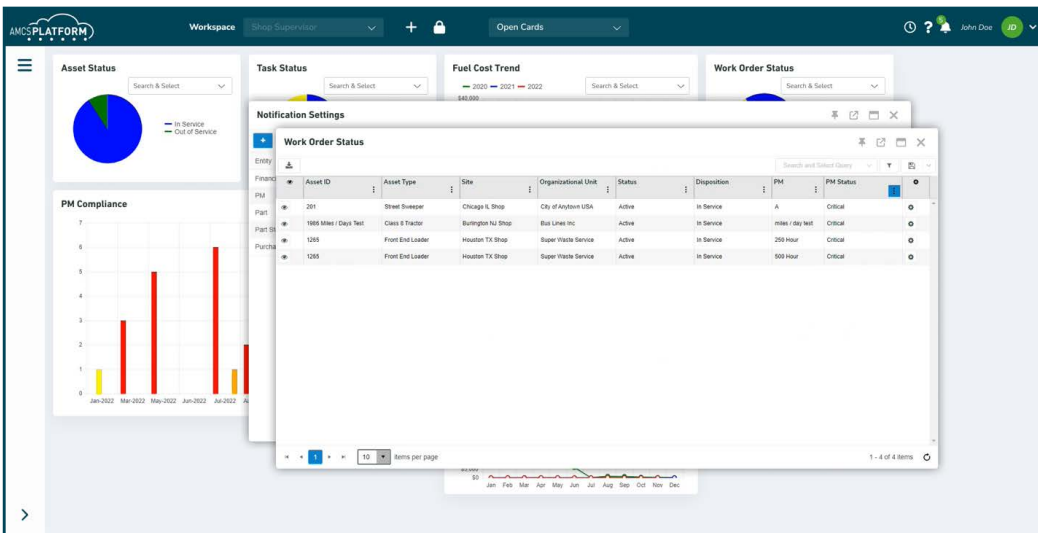 AMCS PLATFORM
Workspace Shop Supervisor Open Cards 5 John Doe JD
Asset Status
Search & Select
In Service
Out of Service
Task Status
Search & Select
Fuel Cost Trend
2020 2021 2022
Search & Select
$40,000
Work Order Status
Search & Select
PM Compliance
7
6
5
4
3
2
1
0
Jan-2022 Mar-2022 May-2022 Jun-2022 Jul-2022
Notification Settings
Entity
PM
Part
Work Order Status
Search and Select Query
Asset ID Asset Type Site Organizational Unit Status Disposition PM PM Status
201 Street Sweeper Chicago IL Shop City of Anytown USA Active In Service A Critical
1986 Miles / Days Test Class 6 Tractor Burlington NJ Shop Bus Lines Inc Active In Service miles / day test Critical
1265 Front End Loader Houston TX Shop Super Waste Service Active In Service 250 Hour Critical
1265 Front End Loader Houston TX Shop Super Waste Service Active In Service 500 Hour Critical
1 10 items per page 1 - 4 of 4 items
$0
Jan Feb Mar Apr May Jun Jul Aug Sep Oct Nov Dec